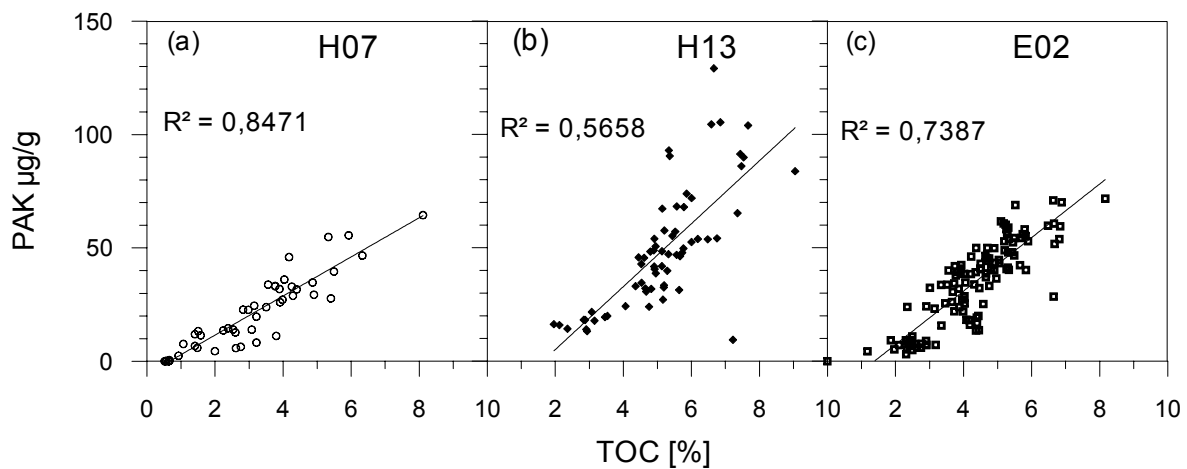 150
100
50
0
PAK µg/g
(a)
H07
R² = 0,8471
(b)
H13
R² = 0,5658
(c)
E02
R² = 0,7387
0 2 4 6 8 10 2 4 6 8 10 2 4 6 8 10
TOC [%]